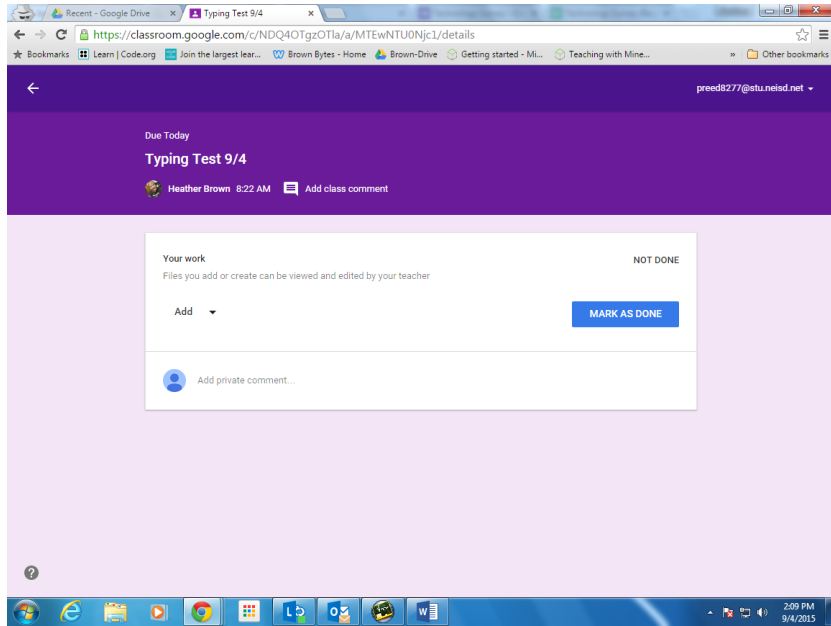 Recent - Google Drive
Typing Test 9/4
https://classroom.google.com/c/NDQ4OTgzOTla/a/MTEwNTU0Njc1/details
Bookmarks Learn | Code.org Join the largest lear... Brown Bytes - Home Brown-Drive Getting started - Mi... Teaching with Mine... » Other bookmarks
preed8277@stu.neisd.net
Due Today
Typing Test 9/4
Heather Brown 8:22 AM Add class comment
Your work NOT DONE
Files you add or create can be viewed and edited by your teacher
Add MARK AS DONE
Add private comment...
2:09 PM
9/4/2015